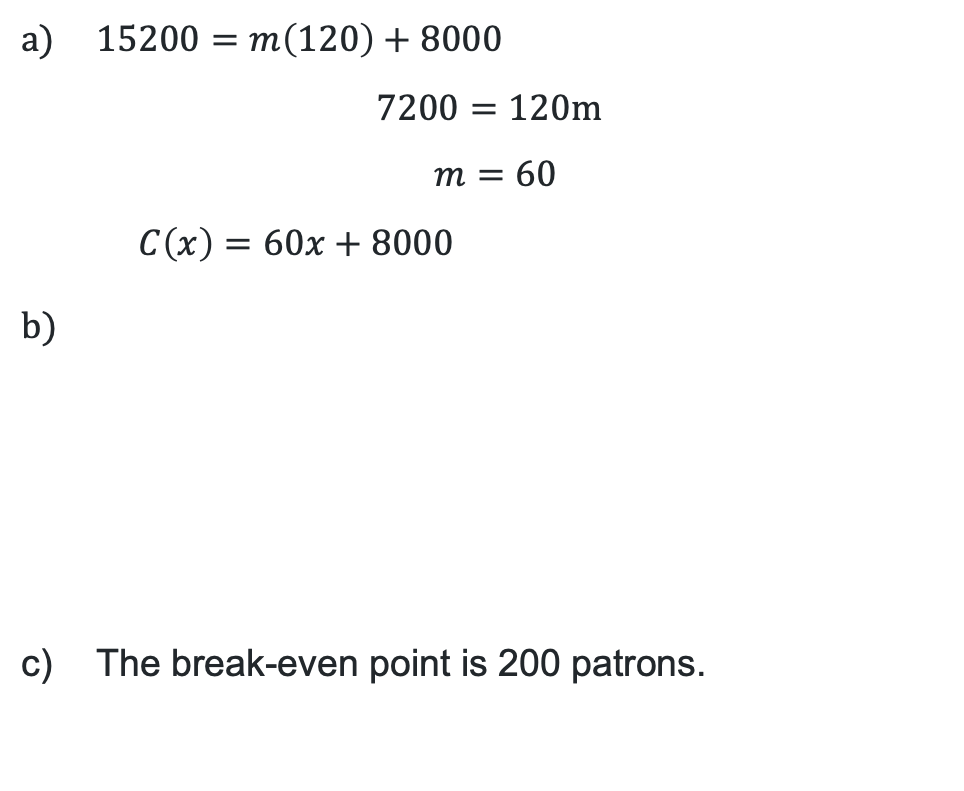 a) 15200 = m(120) + 8000
7200 = 120m
m = 60
C(x) = 60x + 8000
b)
c) The break-even point is 200 patrons.